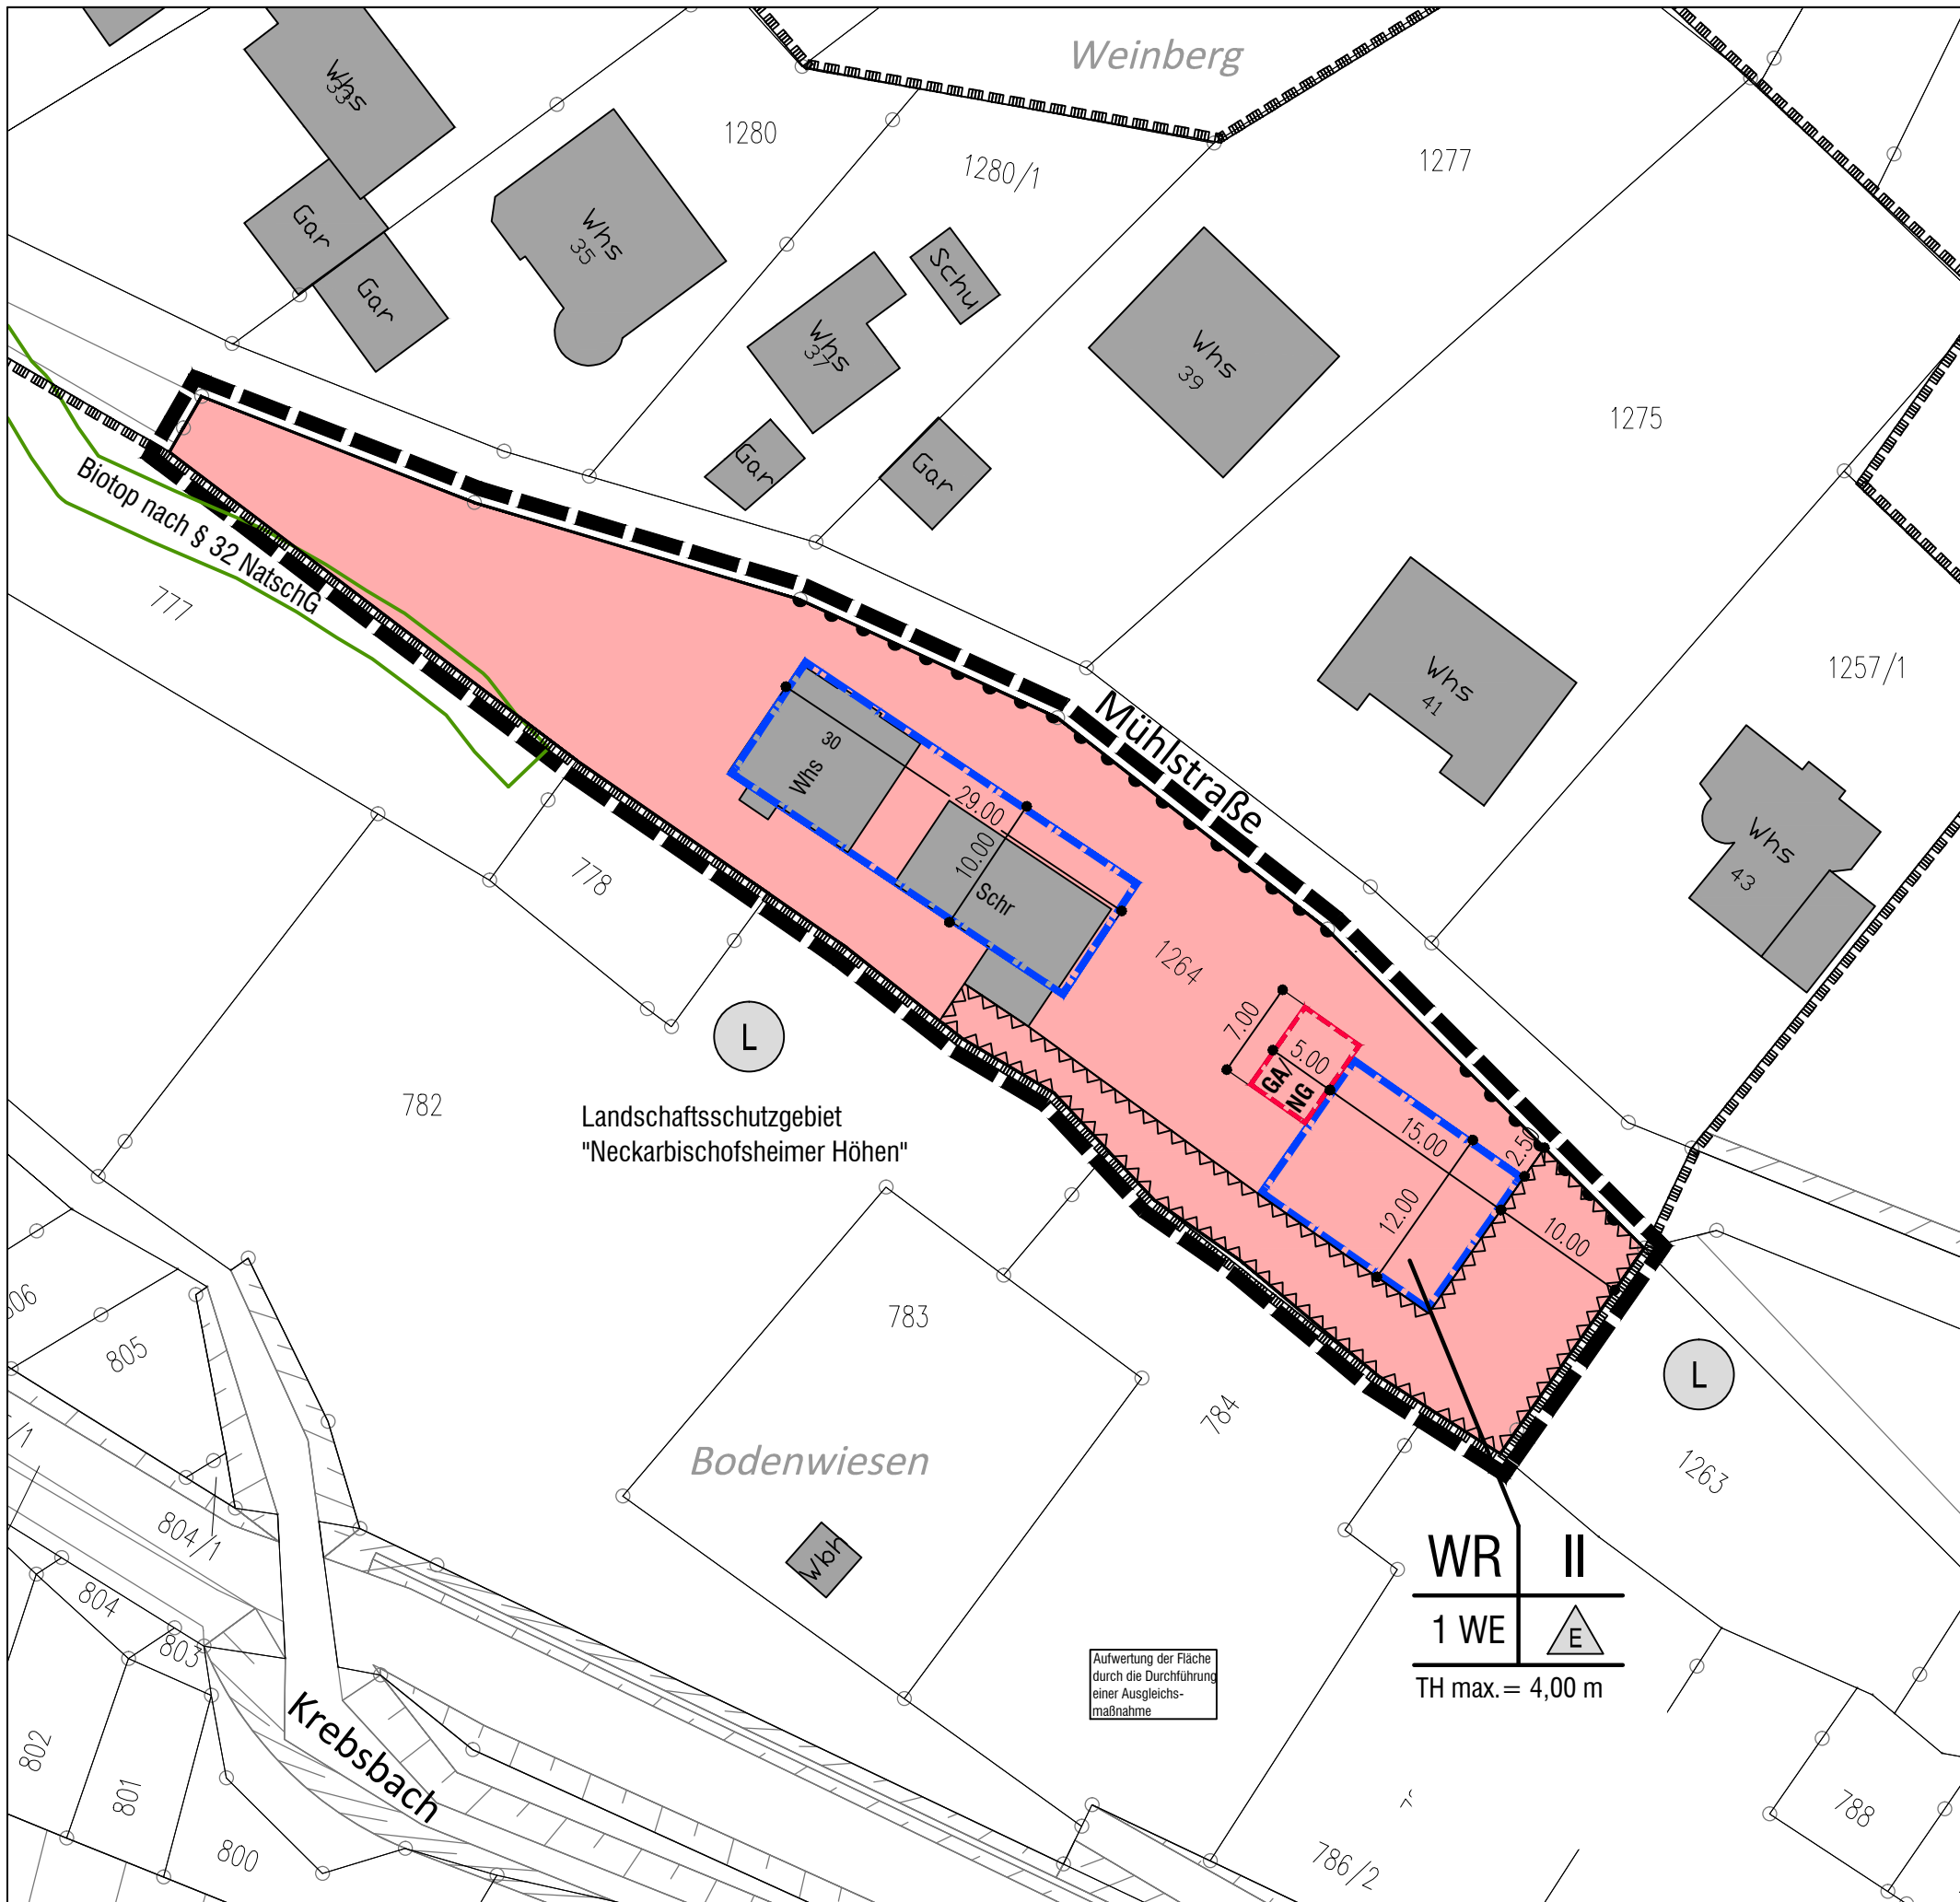 Weinberg
Whs
33
1280
1280/1
1277
Gar
Whs
35
Schu
Gar
Whs
37
Whs
39
1275
Gar
Gar
Biotop nach § 32 NatschG
777
Whs
41
1257/1
Mühlstraße
30
Whs
29.00
10.00
Schr
Whs
43
778
1264
L
7.00
5.00
GA/
NG
15.00
2.50
12.00
10.00
782
Landschaftsschutzgebiet
"Neckarbischofsheimer Höhen"
783
784
L
805
1263
Bodenwiesen
804/1
Wbh
WR II
1 WE E
TH max.= 4,00 m
804
803
Aufwertung der Fläche
durch die Durchführung
einer Ausgleichs-
maßnahme
Krebsbach
802
801
800
788
786/2